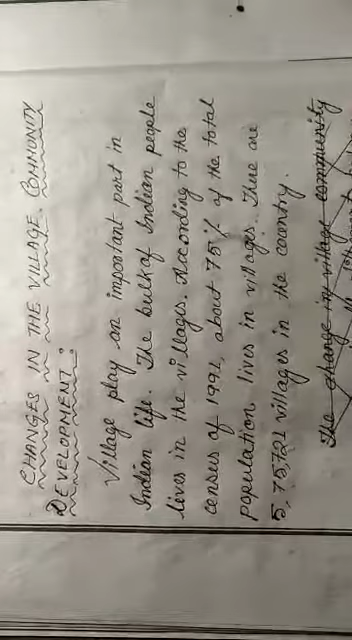 CHANGES IN THE VILLAGE COMMUNITY
DEVELOPMENT:
Village play an important part in
Indian life. The bulk of Indian people
lives in the villages. According to the
census of 1991, about 75% of the total
population lives in villages. There are
5,75,721 villages in the country.
The change in village community